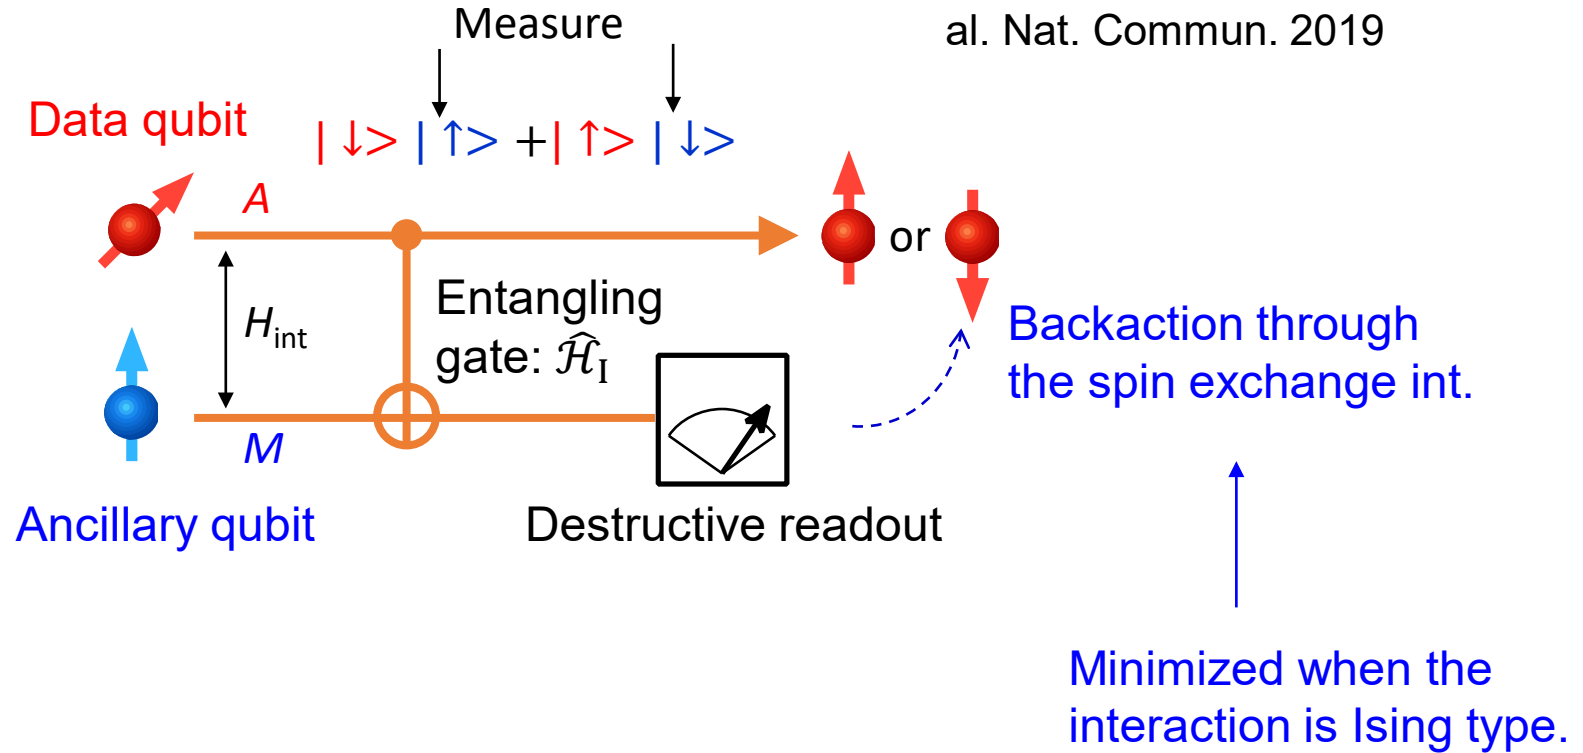 Measure
al. Nat. Commun. 2019
Data qubit
| ↓> | ↑> +| ↑> | ↓>
A
or
H_int
Entangling
gate: ℋ̂_I
Backaction through
the spin exchange int.
M
Ancillary qubit
Destructive readout
Minimized when the
interaction is Ising type.